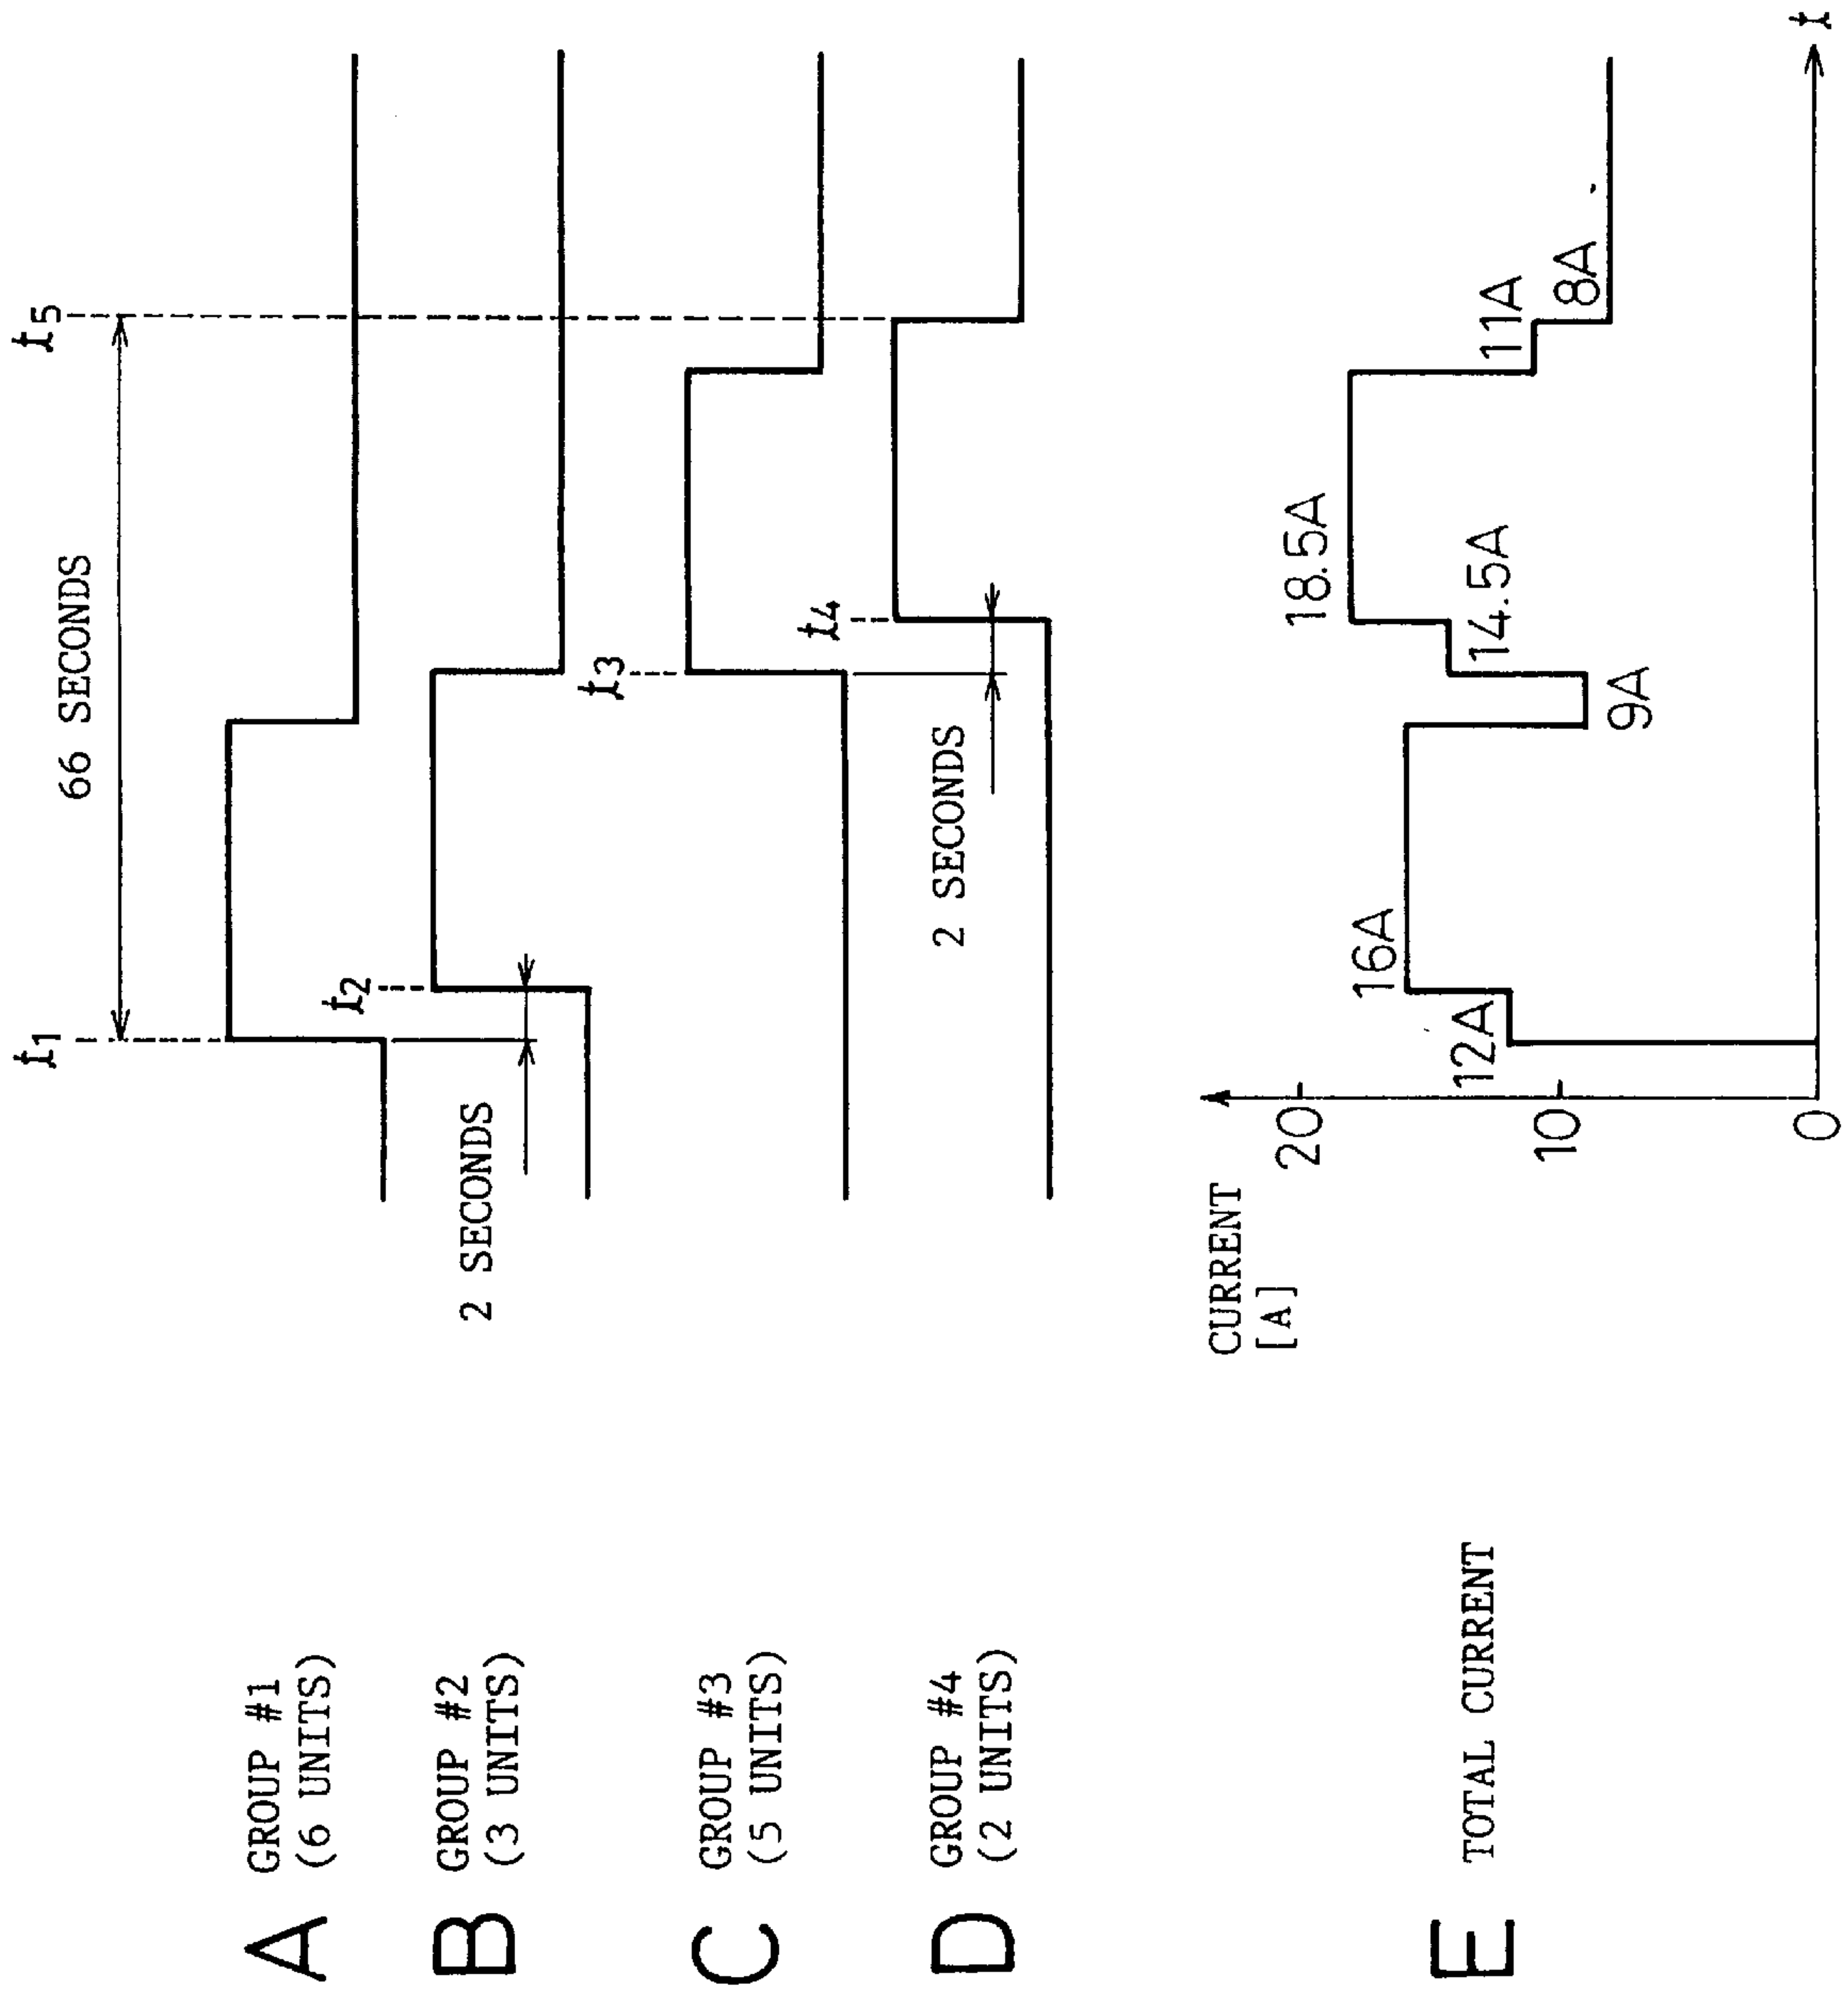 t1
t5
66 SECONDS
A GROUP #1
(6 UNITS)
t2
2 SECONDS
B GROUP #2
(3 UNITS)
t3
C GROUP #3
(5 UNITS)
t4
2 SECONDS
D GROUP #4
(2 UNITS)
CURRENT
[A]
20
10
0
12A
16A
9A
14.5A
18.5A
11A
8A
t
E TOTAL CURRENT